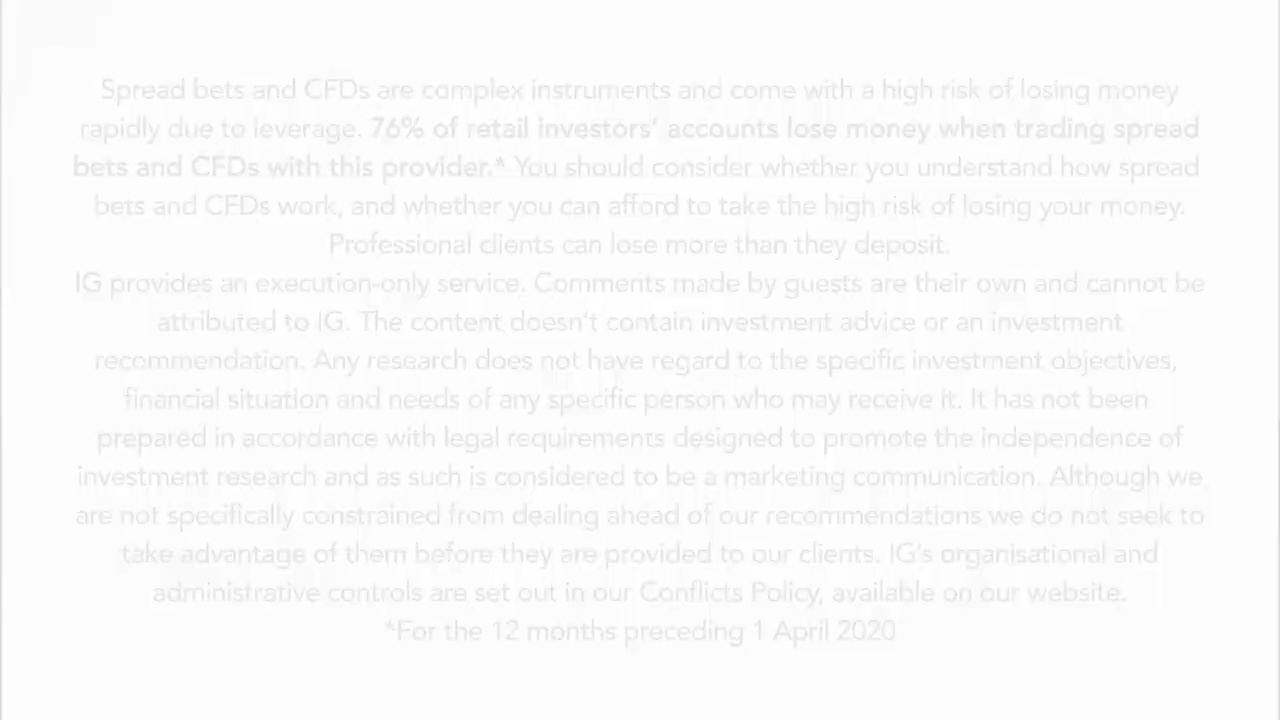 Spread bets and CFDs are complex instruments and come with a high risk of losing money
rapidly due to leverage. 76% of retail investors' accounts lose money when trading spread
bets and CFDs with this provider.* You should consider whether you understand how spread
bets and CFDs work, and whether you can afford to take the high risk of losing your money.
Professional clients can lose more than they deposit.
IG provides an execution-only service. Comments made by guests are their own and cannot be
attributed to IG. The content doesn't contain investment advice or an investment
recommendation. Any research does not have regard to the specific investment objectives,
financial situation and needs of any specific person who may receive it. It has not been
prepared in accordance with legal requirements designed to promote the independence of
investment research and as such is considered to be a marketing communication. Although we
are not specifically constrained from dealing ahead of our recommendations we do not seek to
take advantage of them before they are provided to our clients. IG's organisational and
administrative controls are set out in our Conflicts Policy, available on our website.
*For the 12 months preceding 1 April 2020